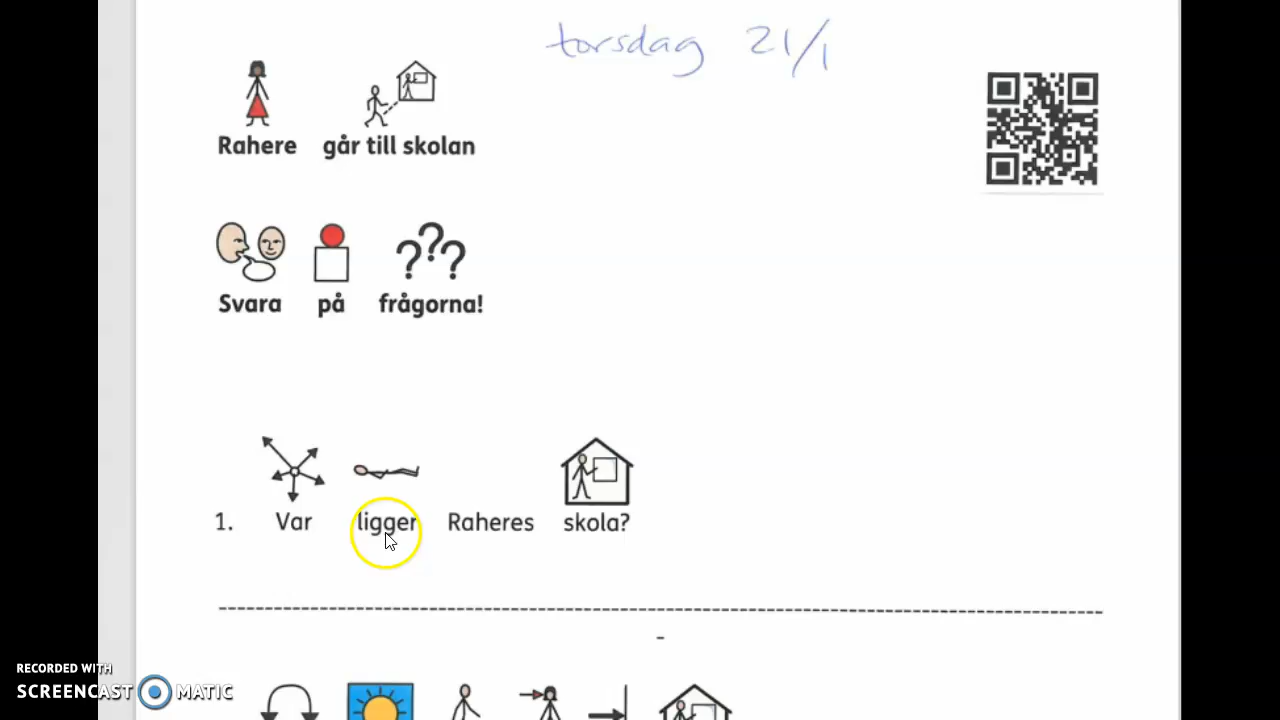 torsdag 21/1
Rahere går till skolan
Svara på frågorna!
???
1. Var ligger Raheres skola?
RECORDED WITH
SCREENCAST MATIC